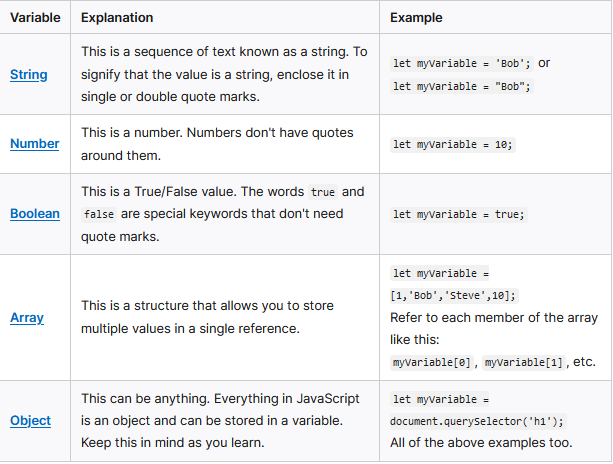 Variable Explanation Example
String
This is a sequence of text known as a string. To
signify that the value is a string, enclose it in
single or double quote marks.
let myVariable = 'Bob'; or
let myVariable = "Bob";
Number
This is a number. Numbers don't have quotes
around them.
let myVariable = 10;
Boolean
This is a True/False value. The words true and
false are special keywords that don't need
quote marks.
let myVariable = true;
Array
This is a structure that allows you to store
multiple values in a single reference.
let myVariable =
[1,'Bob','Steve',10];
Refer to each member of the array
like this:
myVariable[0], myVariable[1], etc.
Object
This can be anything. Everything in JavaScript
is an object and can be stored in a variable.
Keep this in mind as you learn.
let myVariable =
document.querySelector('h1');
All of the above examples too.